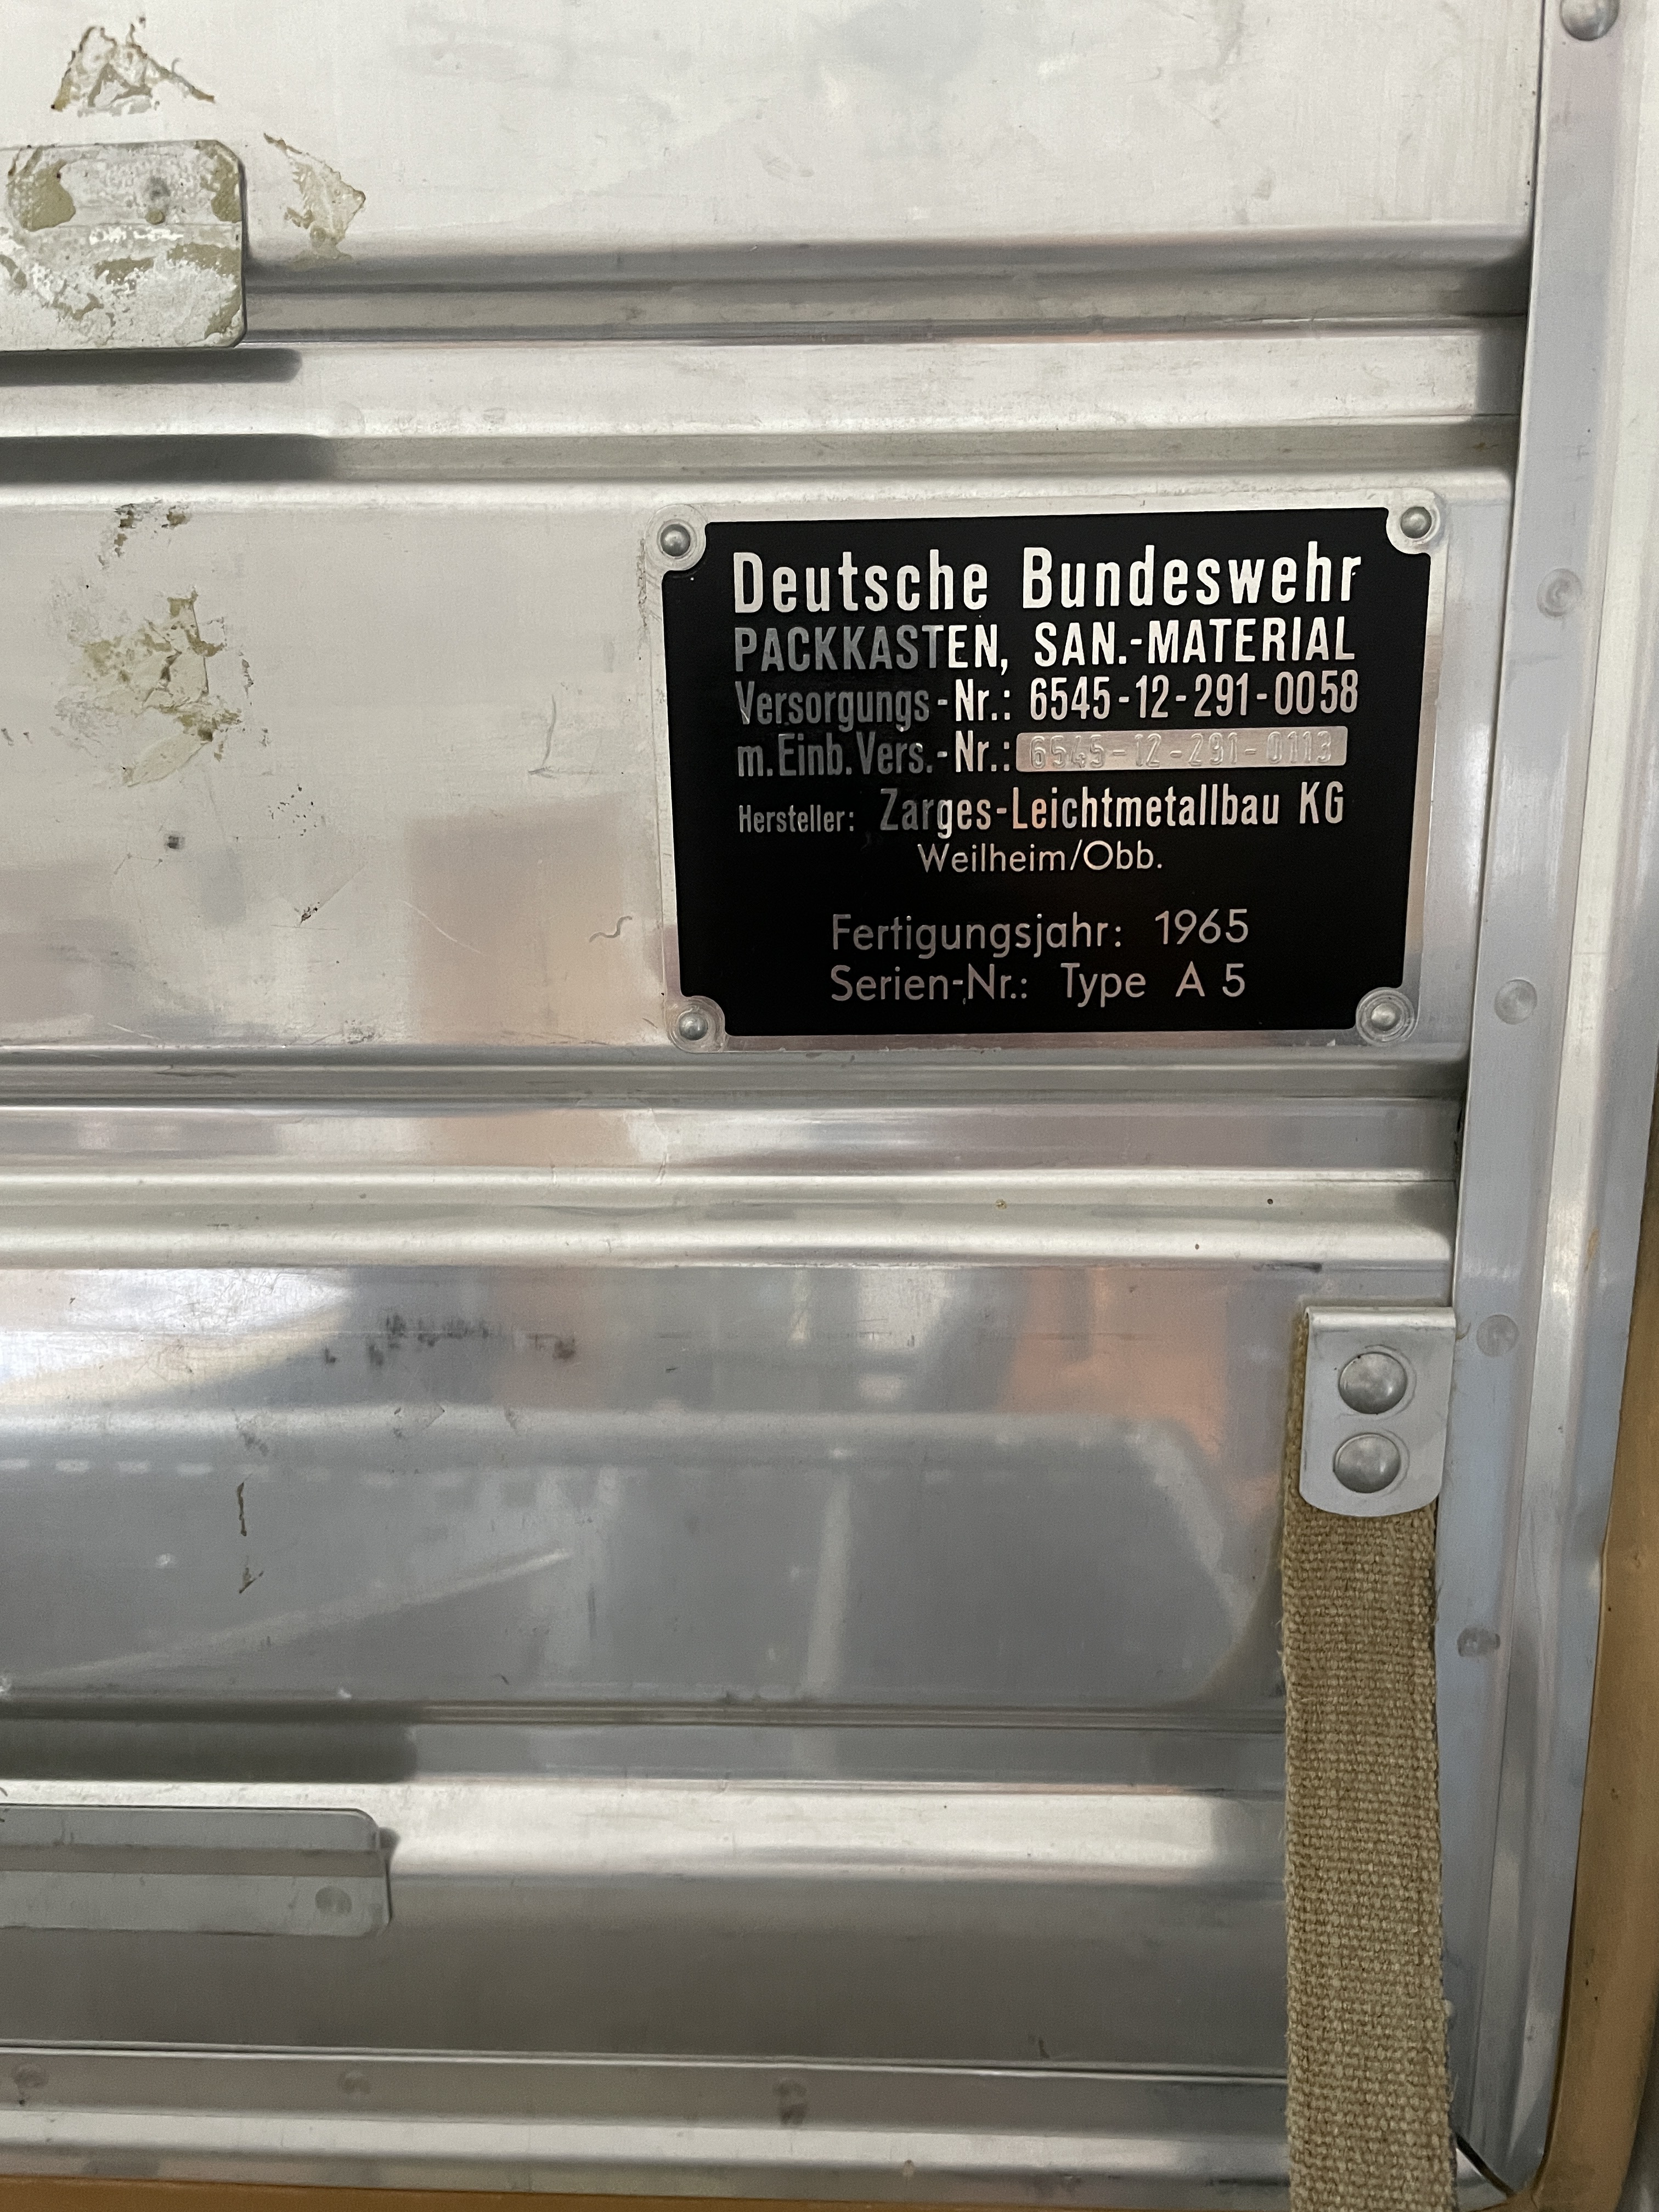 Deutsche Bundeswehr
PACKKASTEN, SAN.-MATERIAL
Versorgungs-Nr.: 6545-12-291-0058
m. Einb. Vers.-Nr.: 6545-12-291-0113
Hersteller: Zarges-Leichtmetallbau KG
Weilheim/Obb.
Fertigungsjahr: 1965
Serien-Nr.: Type A 5